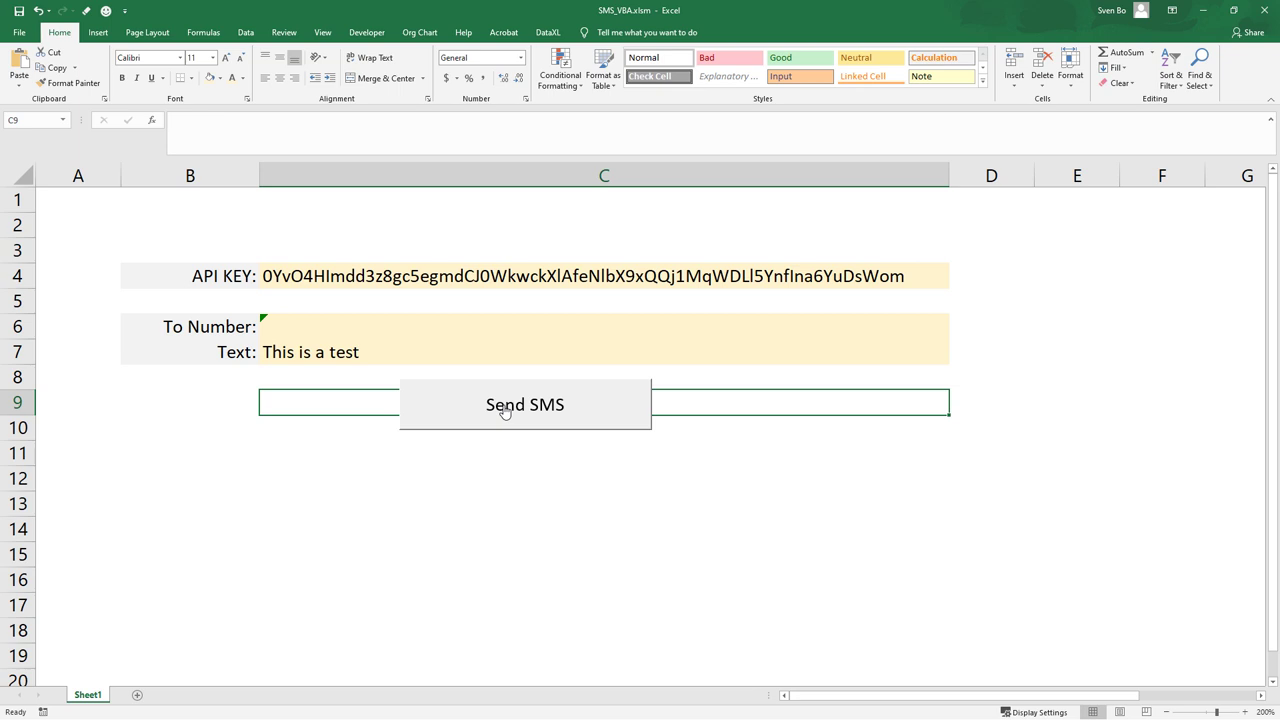 SMS_VBA.xlsm - Excel
Sven Bo
File Home Insert Page Layout Formulas Data Review View Developer Org Chart Help Acrobat DataXL Tell me what you want to do Share
Paste
Cut
Copy
Format Painter
Clipboard
Calibri 11
B I U
Font
Wrap Text
Merge & Center
Alignment
General
$ % ,
Number
Conditional Formatting
Format as Table
Normal Bad Good Neutral Calculation
Check Cell Explanatory ... Input Linked Cell Note
Styles
Insert Delete Format
Cells
AutoSum
Fill
Clear
Sort & Filter
Find & Select
Editing
C9 fx
A B C D E F G
1
2
3
4 API KEY: 0YvO4HImdd3z8gc5egmdCJ0WkwckXlAfeNlbX9xQQj1MqWDLl5YnfIna6YuDsWom
5
6 To Number:
7 Text: This is a test
8
9 Send SMS
10
11
12
13
14
15
16
17
18
19
20
Sheet1
Ready Display Settings 200%